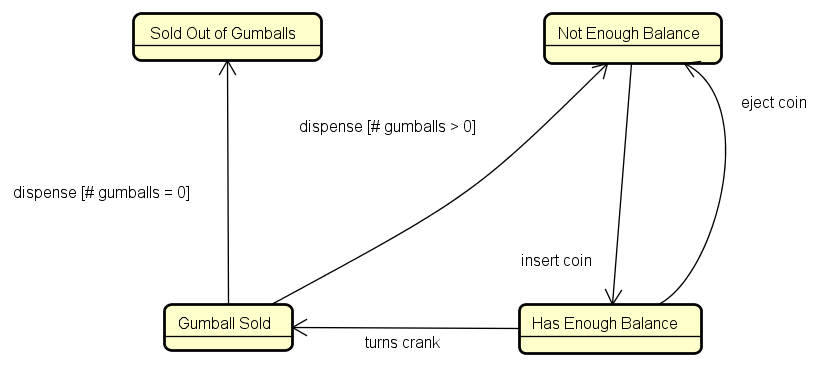 Sold Out of Gumballs
Not Enough Balance
eject coin
dispense [# gumballs > 0]
dispense [# gumballs = 0]
insert coin
Gumball Sold
Has Enough Balance
turns crank